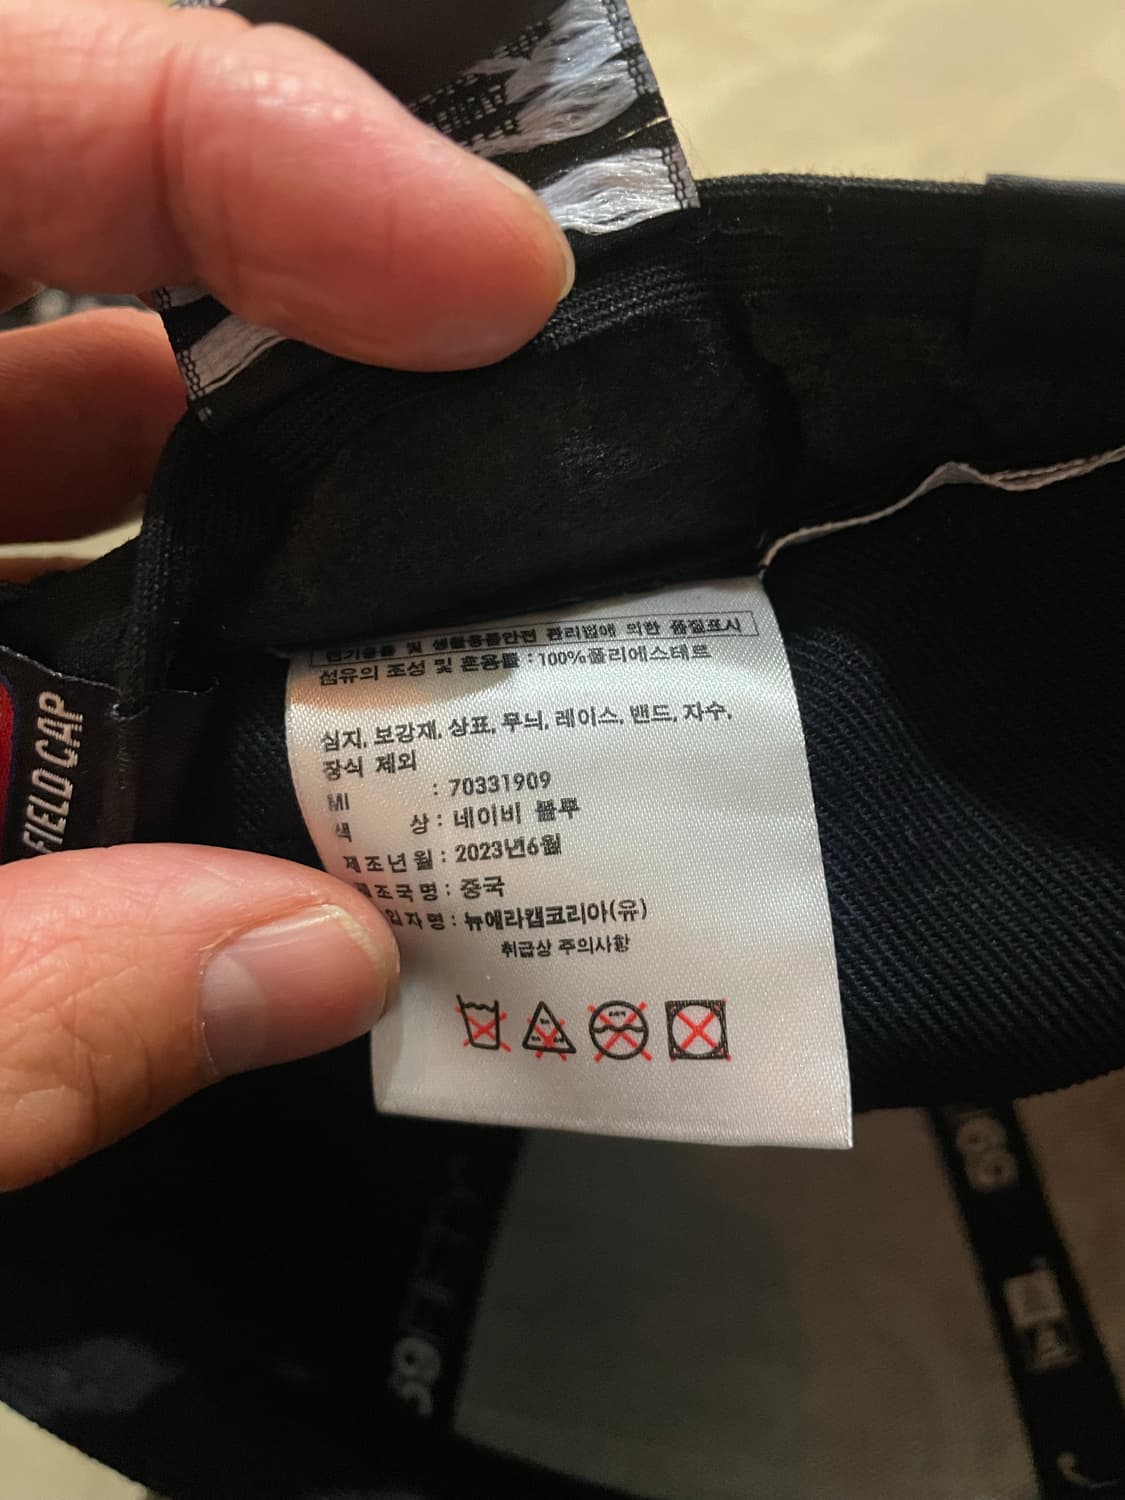 전기용품 및 생활용품안전 관리법에 의한 품질표시
섬유의 조성 및 혼용률 : 100%폴리에스테르
심지, 보강재, 상표, 무늬, 레이스, 밴드, 자수,
장식 제외
MI : 70331909
색 상 : 네이비 블루
제조년월 : 2023년6월
제조국명 : 중국
입자명 : 뉴에라캡코리아(유)
취급상 주의사항
FIELD CAP